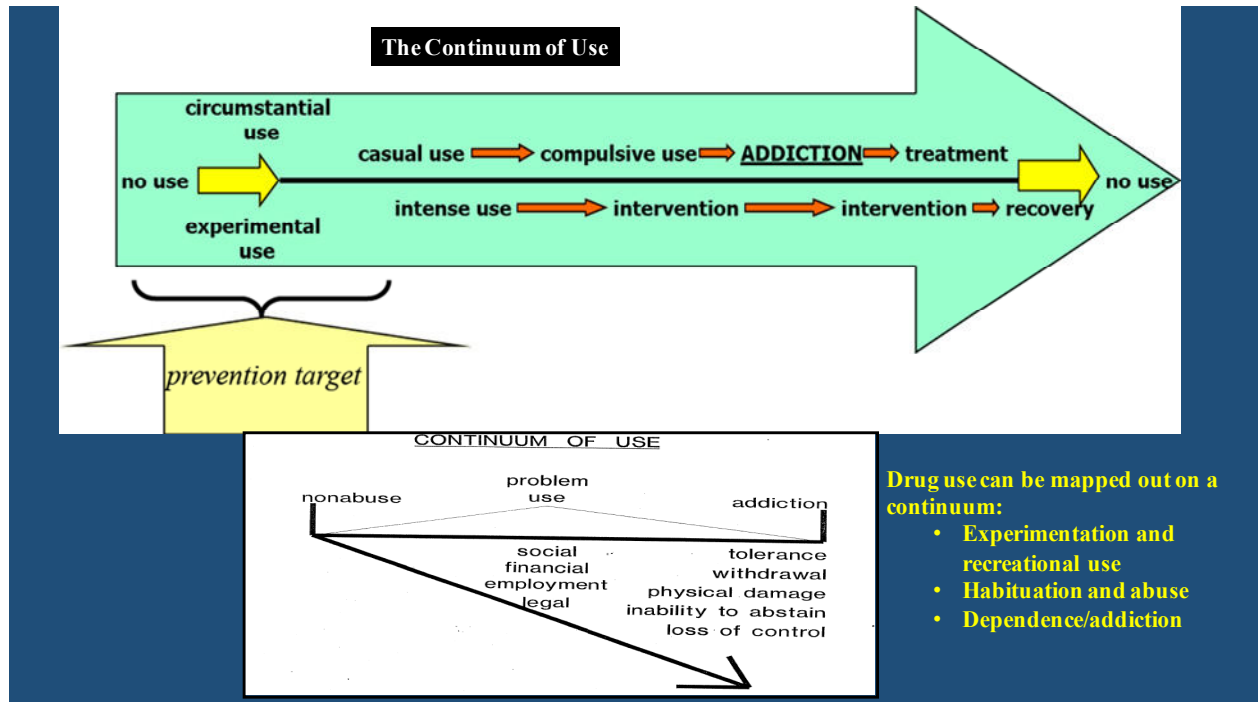 The Continuum of Use
circumstantial
use
casual use
compulsive use
ADDICTION
treatment
no use
no use
intense use
intervention
intervention
recovery
experimental
use
prevention target
CONTINUUM OF USE
problem
use
nonabuse
addiction
social
financial
employment
legal
tolerance
withdrawal
physical damage
inability to abstain
loss of control
Drug use can be mapped out on a
continuum:
• Experimentation and
recreational use
• Habituation and abuse
• Dependence/addiction